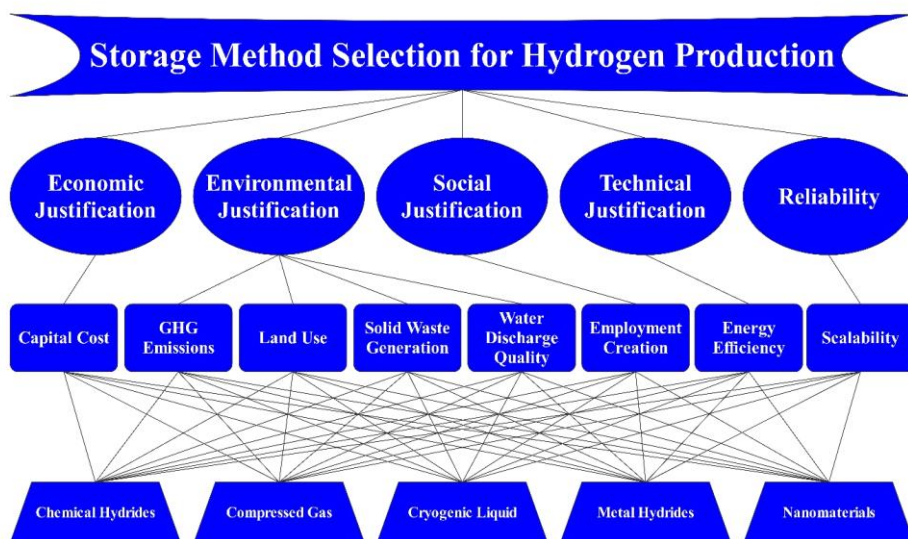 Storage Method Selection for Hydrogen Production
Economic
Justification
Environmental
Justification
Social
Justification
Technical
Justification
Reliability
Capital Cost
GHG
Emissions
Land Use
Solid Waste
Generation
Water
Discharge
Quality
Employment
Creation
Energy
Efficiency
Scalability
Chemical Hydrides
Compressed Gas
Cryogenic Liquid
Metal Hydrides
Nanomaterials